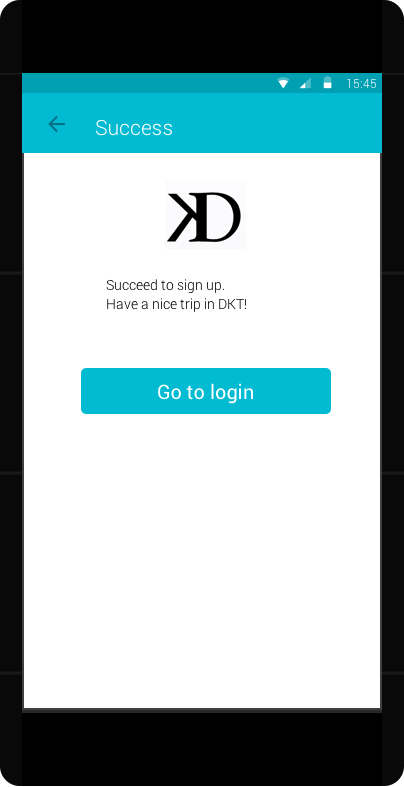 15:45
Success
KD
Succeed to sign up.
Have a nice trip in DKT!
Go to login